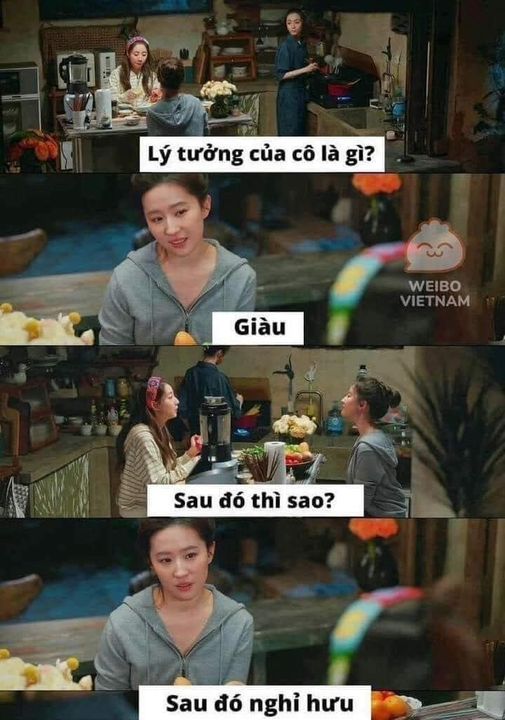 Lý tưởng của cô là gì?
WEIBO
VIETNAM
Giàu
Sau đó thì sao?
Sau đó nghỉ hưu